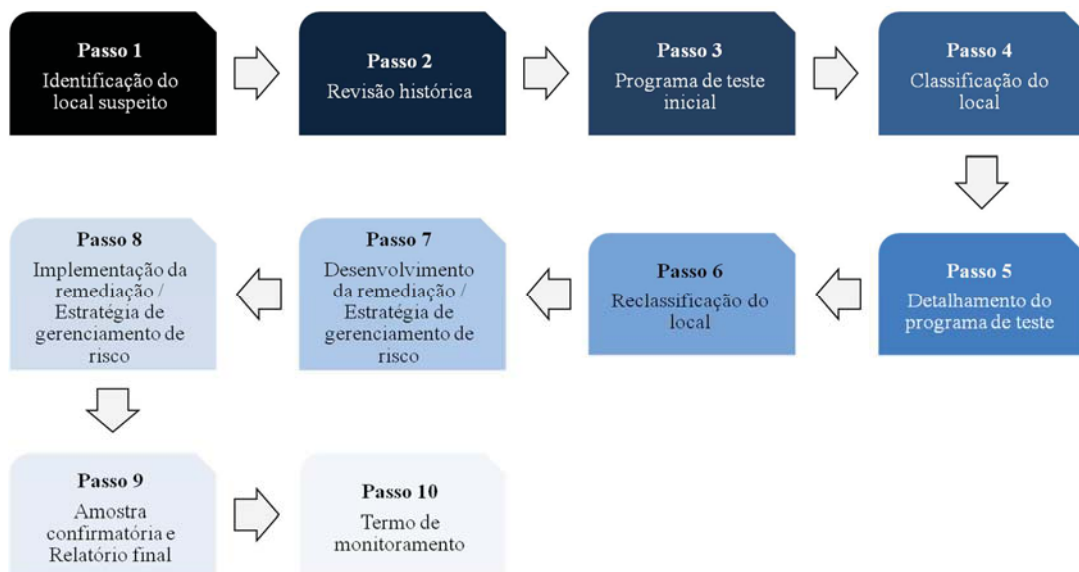 Passo 1
Identificação do
local suspeito
Passo 2
Revisão histórica
Passo 3
Programa de teste
inicial
Passo 4
Classificação do
local
Passo 5
Detalhamento do
programa de teste
Passo 6
Reclassificação do
local
Passo 7
Desenvolvimento
da remediação /
Estratégia de
gerenciamento de
risco
Passo 8
Implementação da
remediação /
Estratégia de
gerenciamento de
risco
Passo 9
Amostra
confirmatória e
Relatório final
Passo 10
Termo de
monitoramento